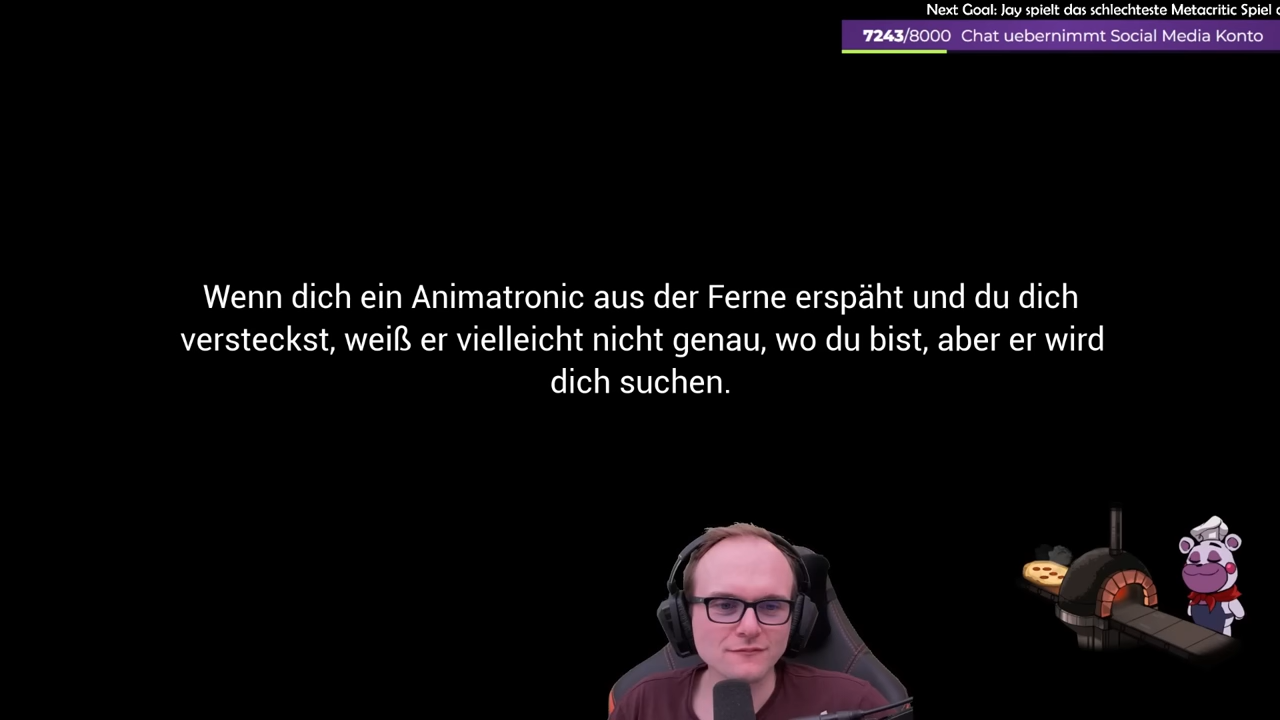 Next Goal: Jay spielt das schlechteste Metacritic Spiel
7243/8000 Chat uebernimmt Social Media Konto
Wenn dich ein Animatronic aus der Ferne erspäht und du dich
versteckst, weiß er vielleicht nicht genau, wo du bist, aber er wird
dich suchen.